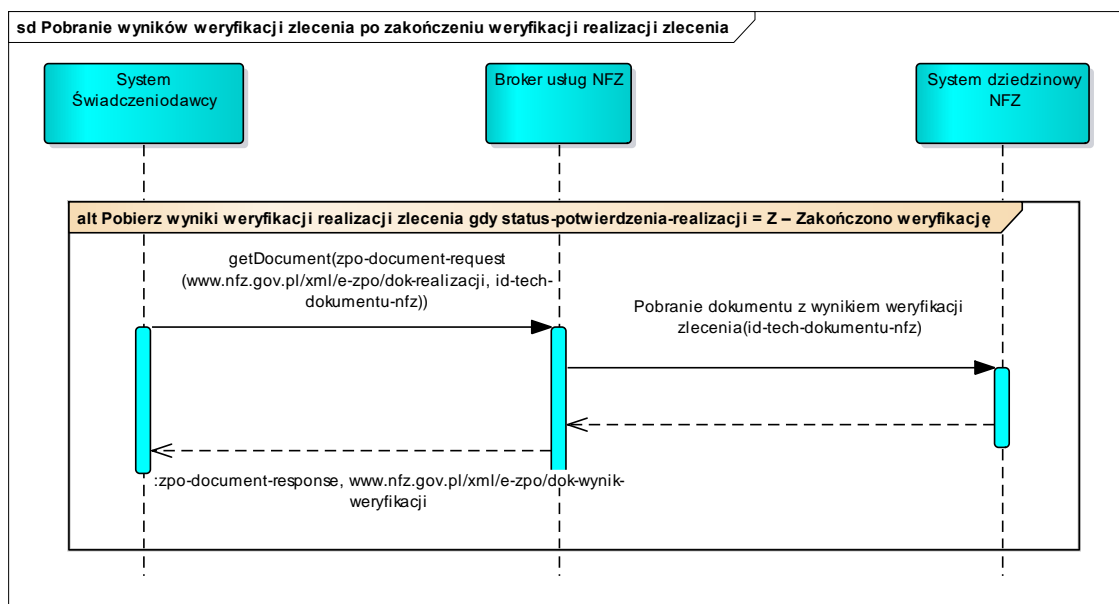 sd Pobranie wyników weryfikacji zlecenia po zakończeniu weryfikacji realizacji zlecenia
System
Świadczeniodawcy
Broker usług NFZ
System dziedzinowy
NFZ
alt Pobierz wyniki weryfikacji realizacji zlecenia gdy status-potwierdzenia-realizacji = Z – Zakończono weryfikację
getDocument(zpo-document-request
(www.nfz.gov.pl/xml/e-zpo/dok-realizacji, id-tech-
dokumentu-nfz))
Pobranie dokumentu z wynikiem weryfikacji
zlecenia(id-tech-dokumentu-nfz)
:zpo-document-response, www.nfz.gov.pl/xml/e-zpo/dok-wynik-
weryfikacji